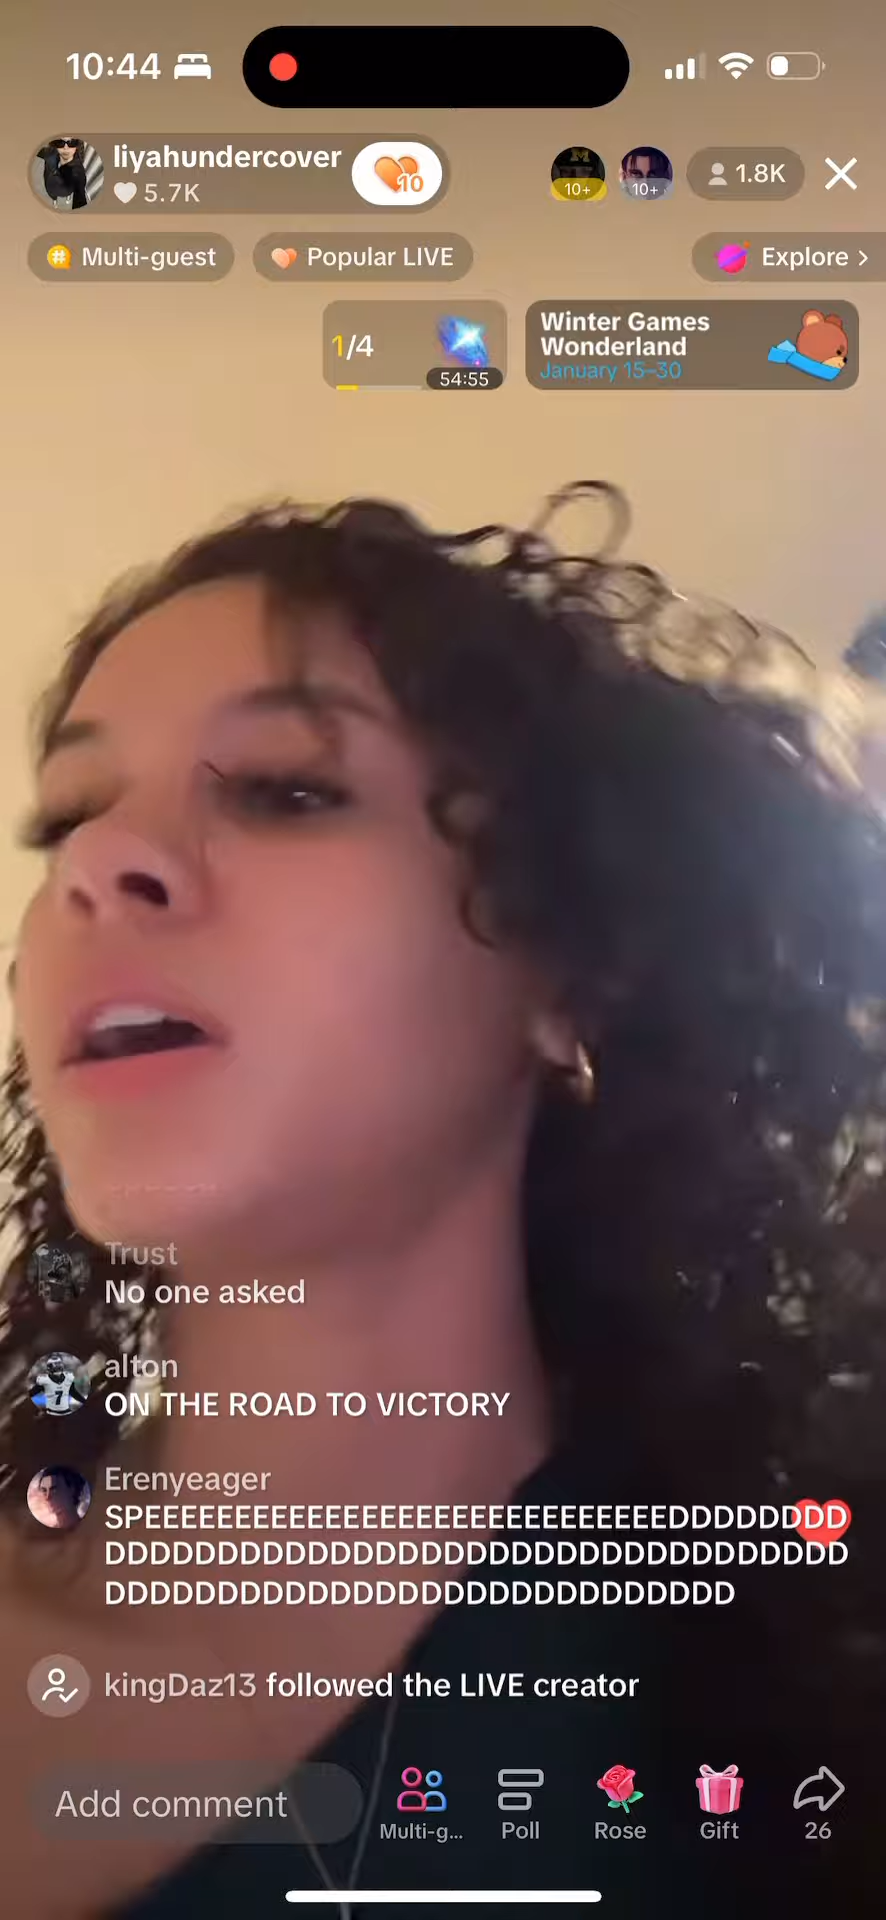 10:44
liyahundercover
5.7K
10
M
10+
10+
1.8K
Multi-guest
Popular LIVE
Explore >
1/4
54:55
Winter Games
Wonderland
January 15–30
Trust
No one asked
alton
ON THE ROAD TO VICTORY
7
Erenyeager
SPEEEEEEEEEEEEEEEEEEEEEEEEEEDDDDDDDD
DDDDDDDDDDDDDDDDDDDDDDDDDDDDDDDDD
DDDDDDDDDDDDDDDDDDDDDDDDDDDD
kingDaz13 followed the LIVE creator
Add comment
Multi-g...
Poll
Rose
Gift
26